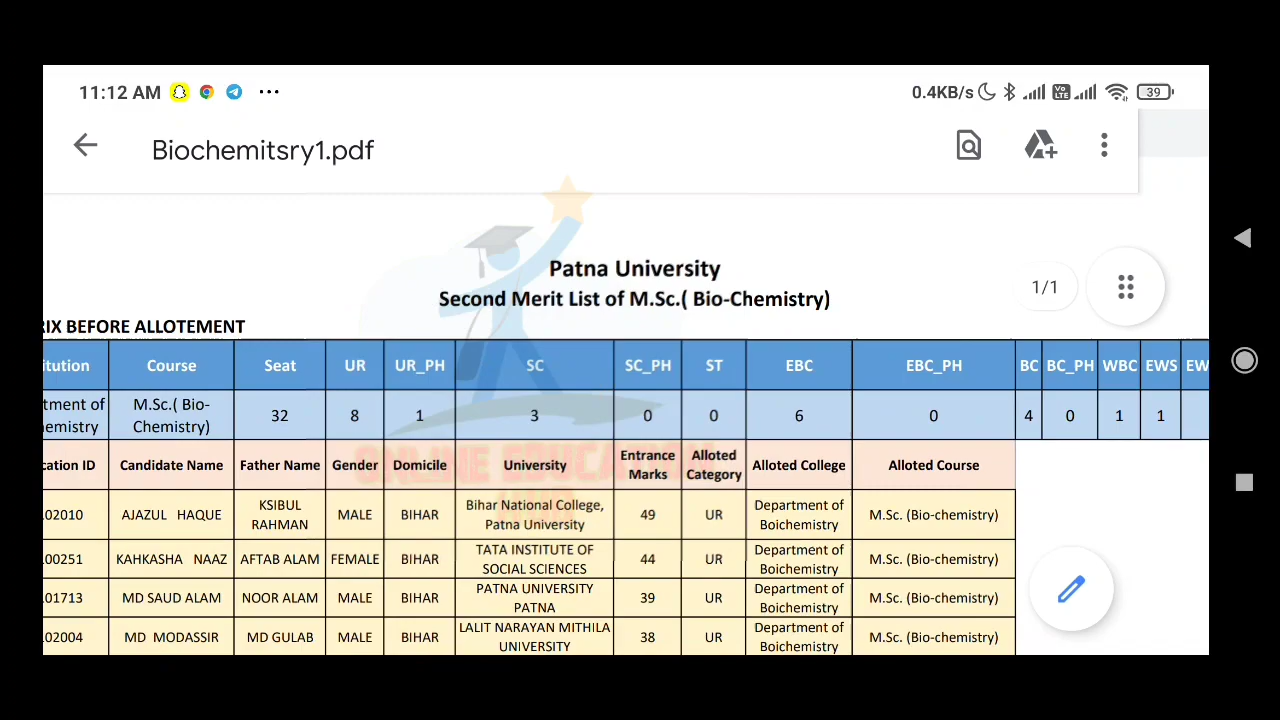 11:12 AM ... 0.4KB/s Vo LTE 39
Biochemitsry1.pdf
Patna University
1/1
Second Merit List of M.Sc.( Bio-Chemistry)
RIX BEFORE ALLOTEMENT
itution Course Seat UR UR_PH SC SC_PH ST EBC EBC_PH BC BC_PH WBC EWS EW
tment of M.Sc.( Bio-
emistry Chemistry) 32 8 1 3 0 0 6 0 4 0 1 1
ONLINE EDUCATION
HUB
cation ID Candidate Name Father Name Gender Domicile University Entrance Marks Alloted Category Alloted College Alloted Course
02010 AJAZUL HAQUE KSIBUL RAHMAN MALE BIHAR Bihar National College, Patna University 49 UR Department of Boichemistry M.Sc. (Bio-chemistry)
00251 KAHKASHA NAAZ AFTAB ALAM FEMALE BIHAR TATA INSTITUTE OF SOCIAL SCIENCES 44 UR Department of Boichemistry M.Sc. (Bio-chemistry)
01713 MD SAUD ALAM NOOR ALAM MALE BIHAR PATNA UNIVERSITY PATNA 39 UR Department of Boichemistry M.Sc. (Bio-chemistry)
02004 MD MODASSIR MD GULAB MALE BIHAR LALIT NARAYAN MITHILA UNIVERSITY 38 UR Department of Boichemistry M.Sc. (Bio-chemistry)